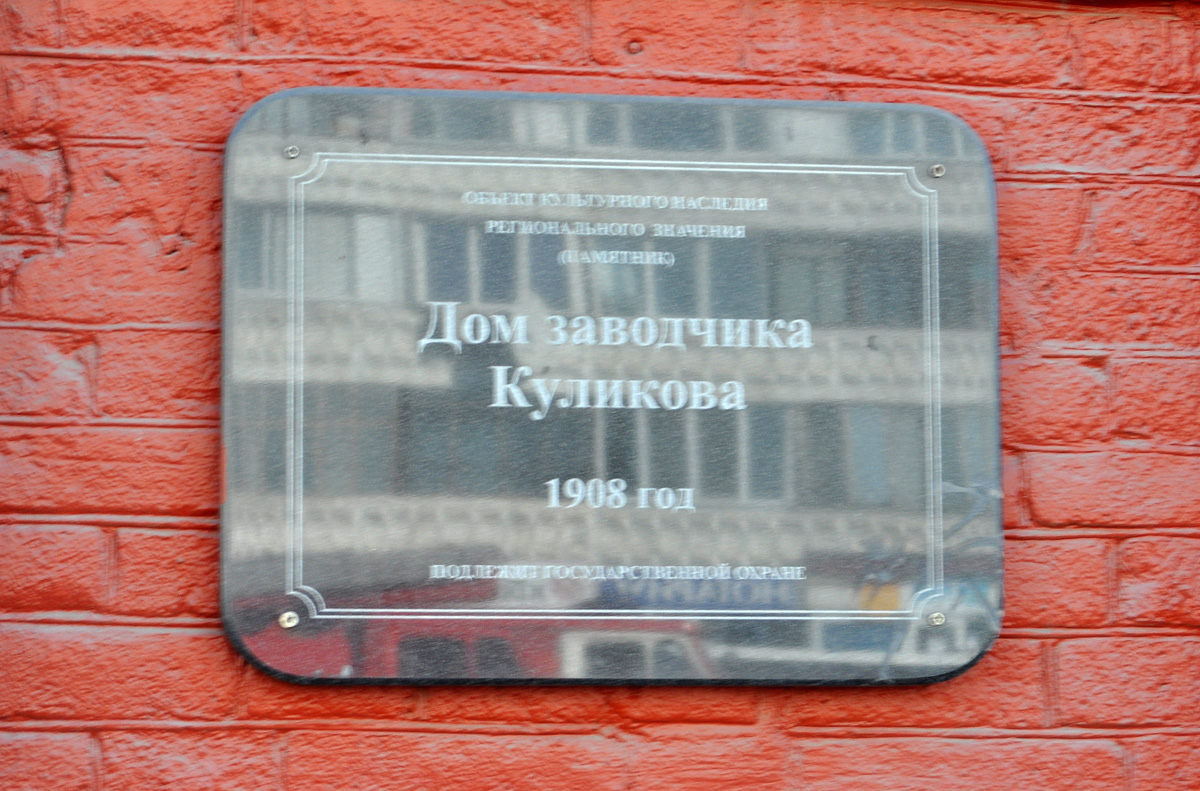 ОБЪЕКТ КУЛЬТУРНОГО НАСЛЕДИЯ
РЕГИОНАЛЬНОГО ЗНАЧЕНИЯ
(ПАМЯТНИК)
Дом заводчика
Куликова
1908 год
ПОДЛЕЖИТ ГОСУДАРСТВЕННОЙ ОХРАНЕ